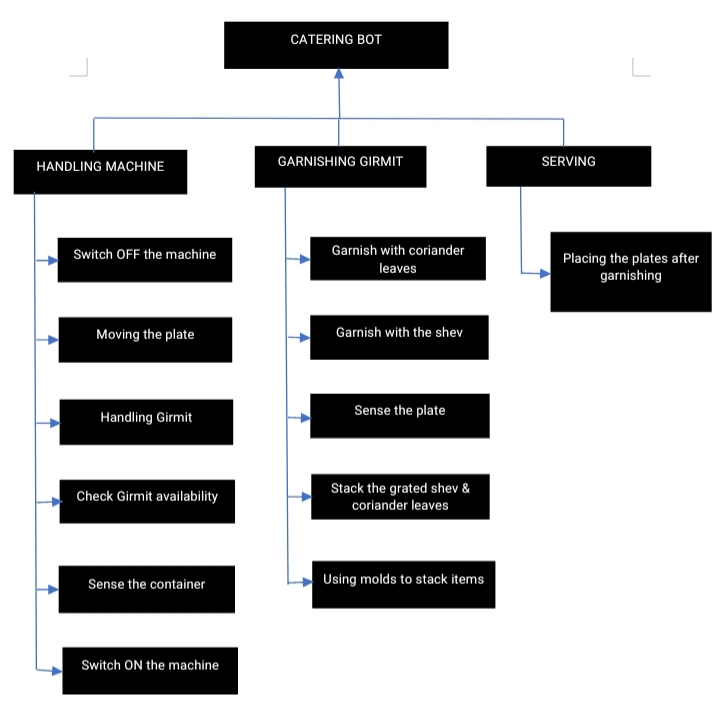 CATERING BOT
HANDLING MACHINE
Switch OFF the machine
Moving the plate
Handling Girmit
Check Girmit availability
Sense the container
Switch ON the machine
GARNISHING GIRMIT
Garnish with coriander
leaves
Garnish with the shev
Sense the plate
Stack the grated shev &
coriander leaves
Using molds to stack items
SERVING
Placing the plates after
garnishing